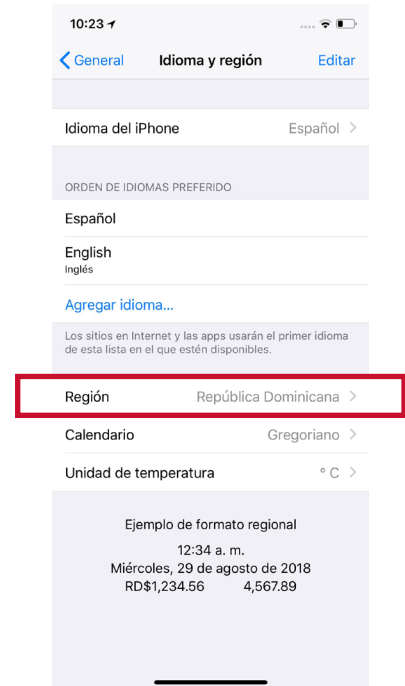 10:23
General Idioma y región Editar
Idioma del iPhone Español
ORDEN DE IDIOMAS PREFERIDO
Español
English
Inglés
Agregar idioma...
Los sitios en Internet y las apps usarán el primer idioma
de esta lista en el que estén disponibles.
Región República Dominicana
Calendario Gregoriano
Unidad de temperatura °C
Ejemplo de formato regional
12:34 a. m.
Miércoles, 29 de agosto de 2018
RD$1,234.56 4,567.89